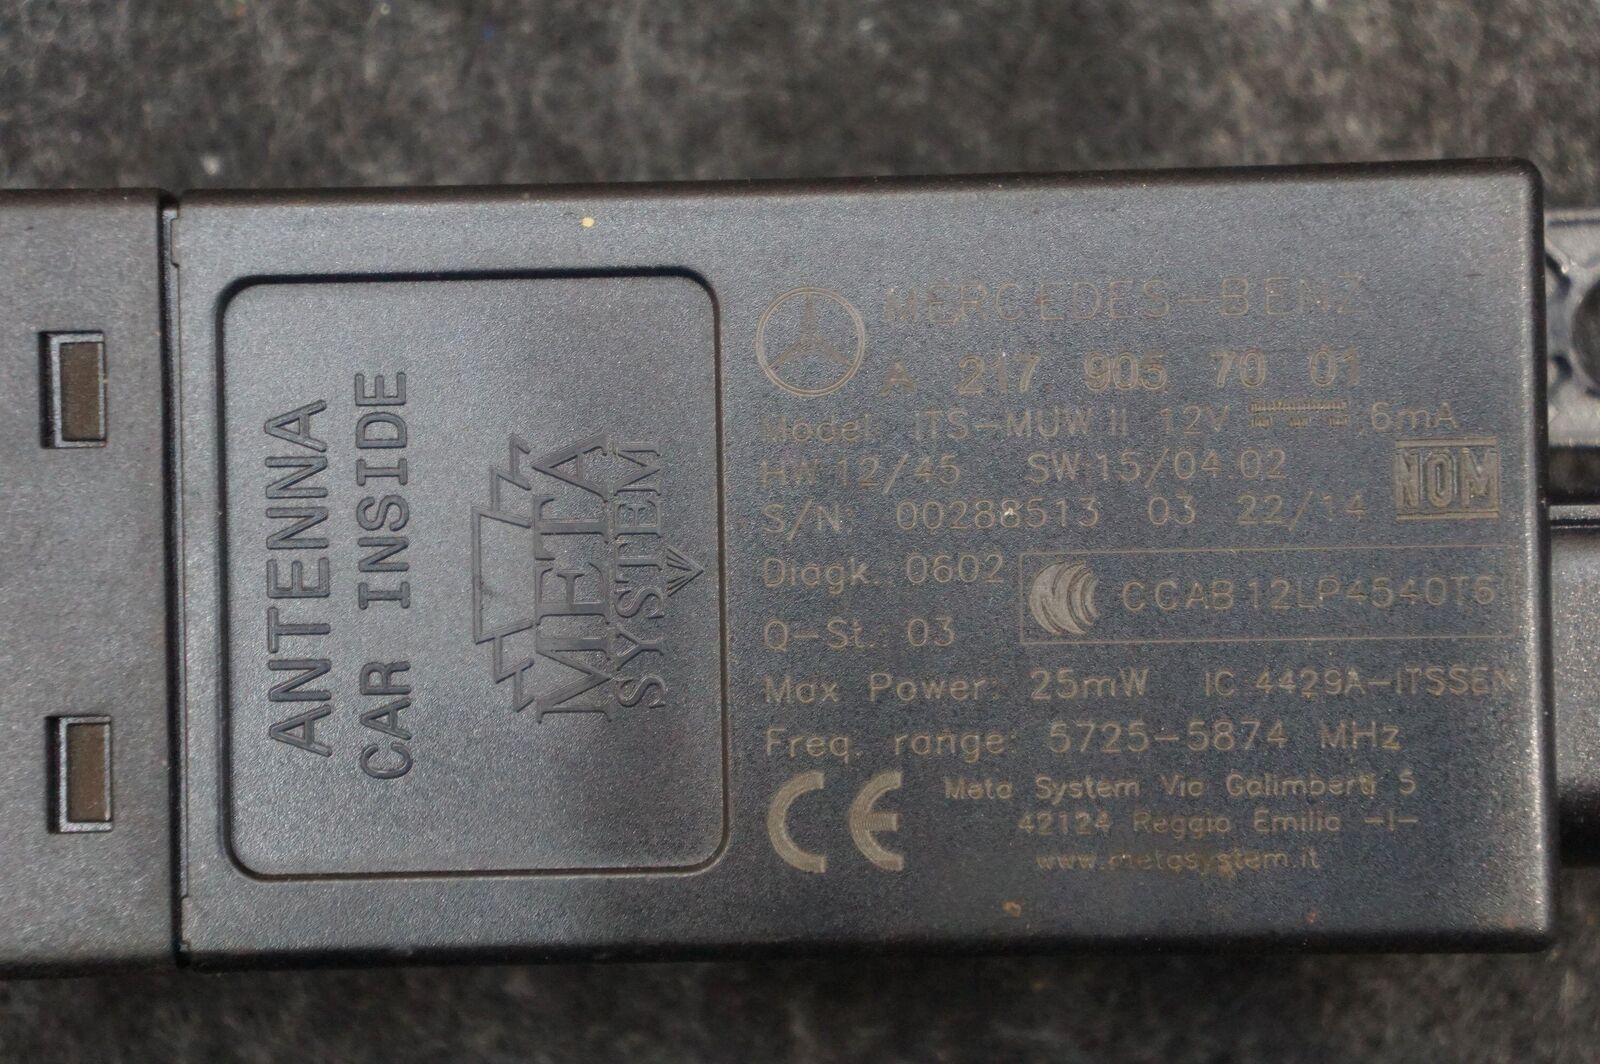 ANTENNA
CAR INSIDE
META
SYSTEM
MERCEDES-BENZ
A 217 905 70 01
Model: ITS-MUW II 12V 6mA
HW:12/45 SW:15/04.02
NOM
S/N: 00288513 03 22/14
Diagk.: 0602
CCAB12LP4540T6
Q-St.: 03
Max Power: 25mW IC 4429A-ITSSEN
Freq. range: 5725-5874 MHz
CE
Meta System Via Galimberti 5
42124 Reggio Emilia -I-
www.metasystem.it